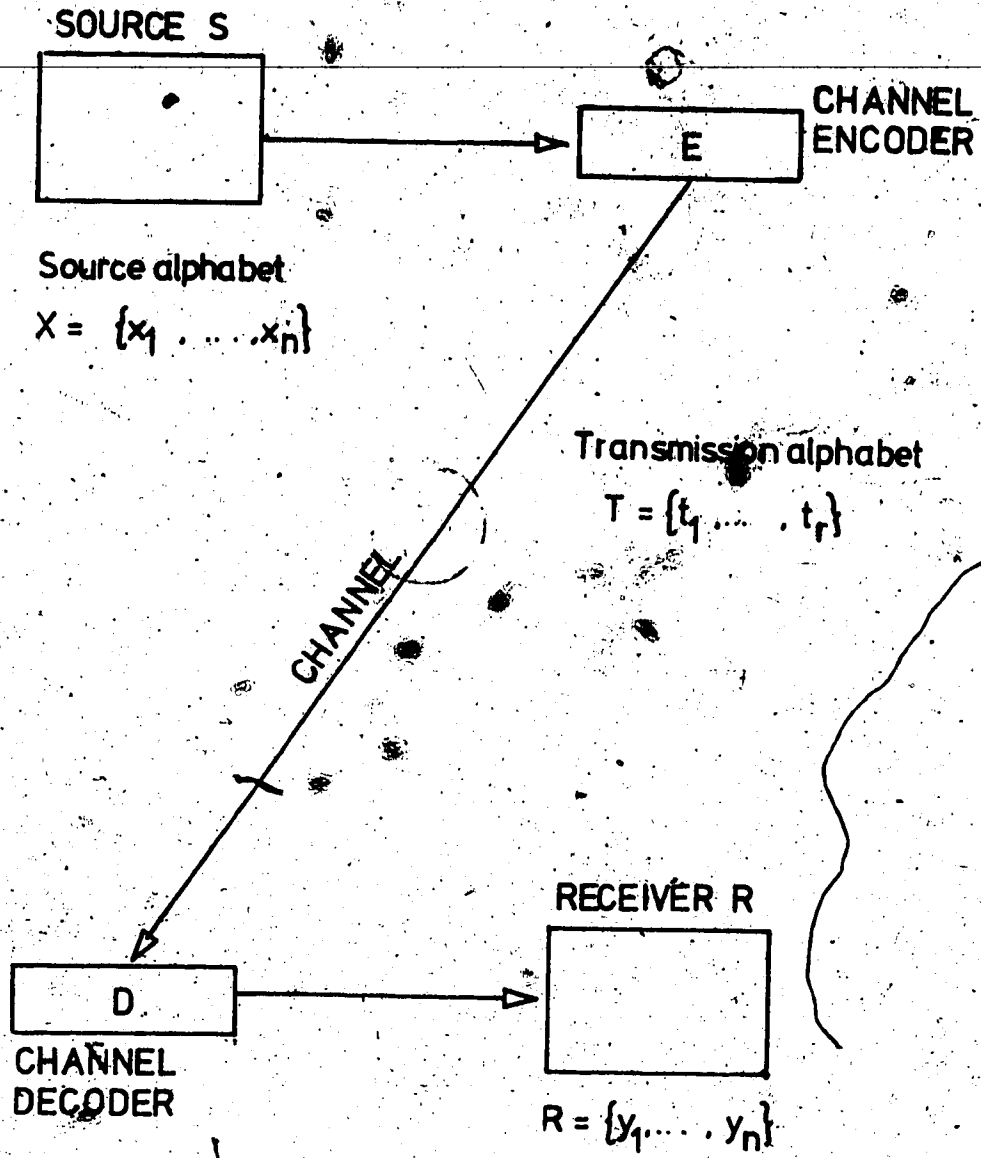 SOURCE S
CHANNEL
ENCODER
E
Source alphabet
X = {x1 , .... ,xn}
Transmission alphabet
T = {t1 ,... , tr}
CHANNEL
RECEIVER R
D
CHANNEL
DECODER
R = {y1,... , yn}